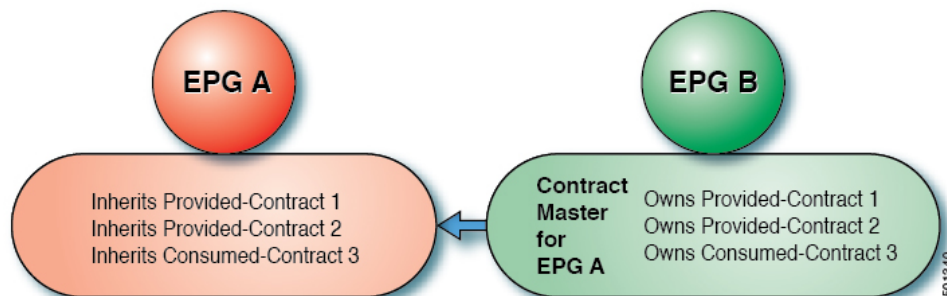 EPG A
EPG B
Inherits Provided-Contract 1
Inherits Provided-Contract 2
Inherits Consumed-Contract 3
Contract
Master
for
EPG A
Owns Provided-Contract 1
Owns Provided-Contract 2
Owns Consumed-Contract 3